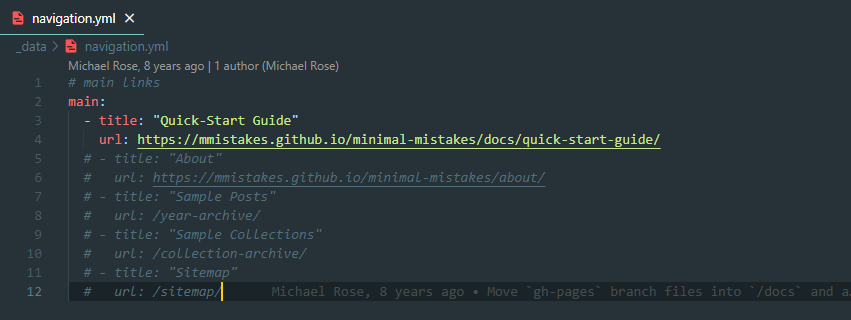 navigation.yml ×
_data > navigation.yml
Michael Rose, 8 years ago | 1 author (Michael Rose)
1 # main links
2 main:
3 - title: "Quick-Start Guide"
4 url: https://mmistakes.github.io/minimal-mistakes/docs/quick-start-guide/
5 # - title: "About"
6 # url: https://mmistakes.github.io/minimal-mistakes/about/
7 # - title: "Sample Posts"
8 # url: /year-archive/
9 # - title: "Sample Collections"
10 # url: /collection-archive/
11 # - title: "Sitemap"
12 # url: /sitemap/ Michael Rose, 8 years ago • Move `gh-pages` branch files into `/docs` and a